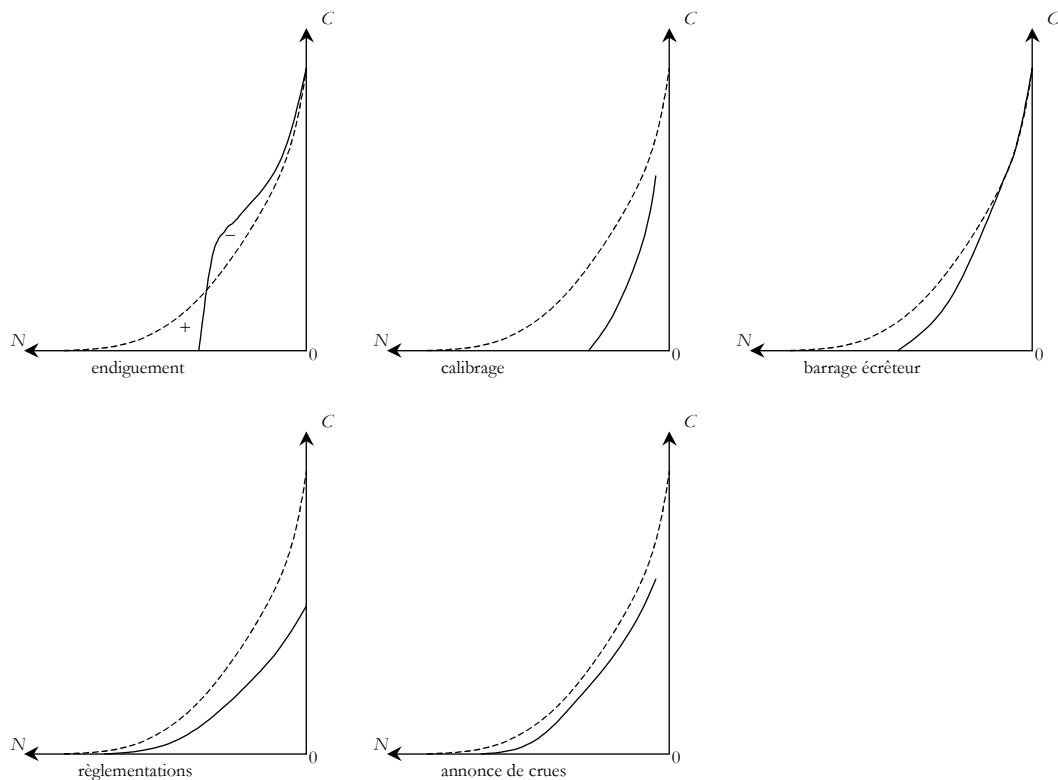 C C C
−
+
N 0 N 0 N 0
endiguement calibrage barrage écrêteur
C C
N 0 N 0
règlementations annonce de crues